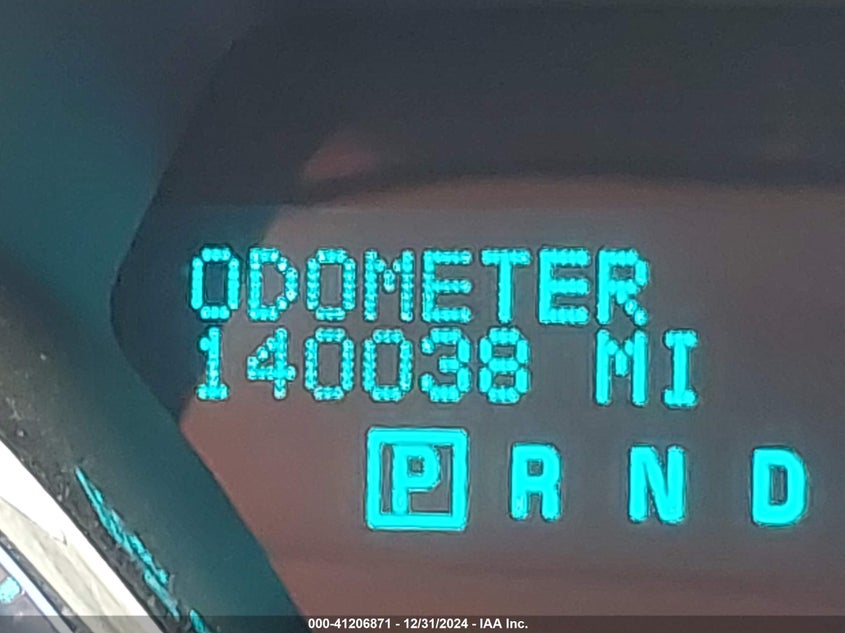 ODOMETER
140038 MI
P R N D
000-41206871 - 12/31/2024 - IAA Inc.